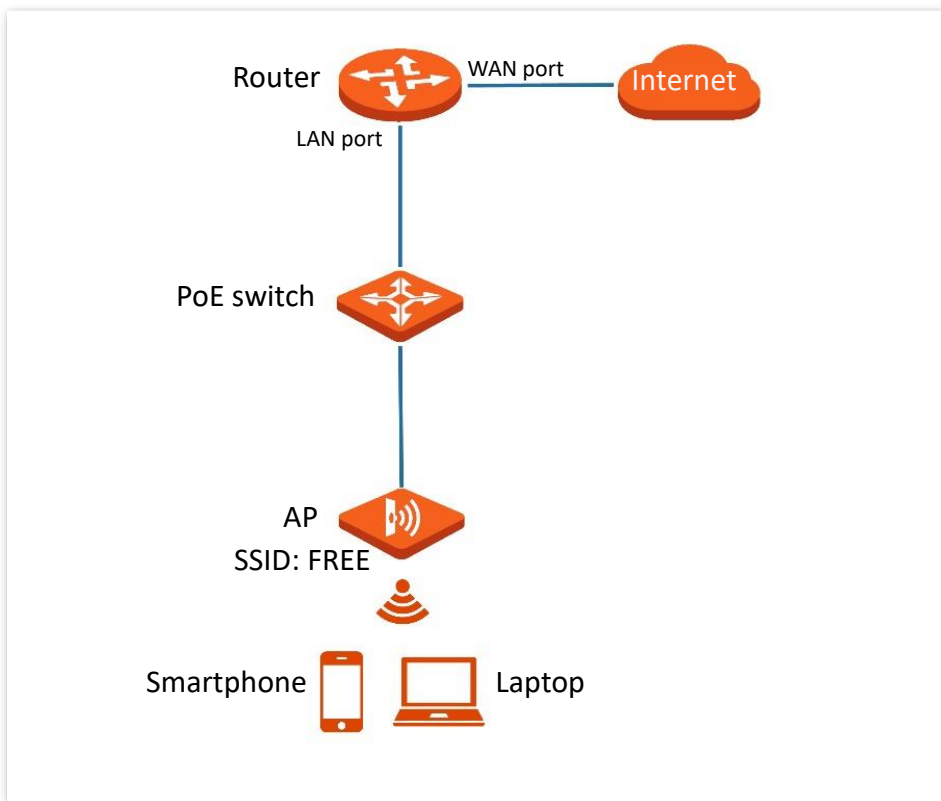 Router
WAN port
Internet
LAN port
PoE switch
AP
SSID: FREE
Smartphone
Laptop